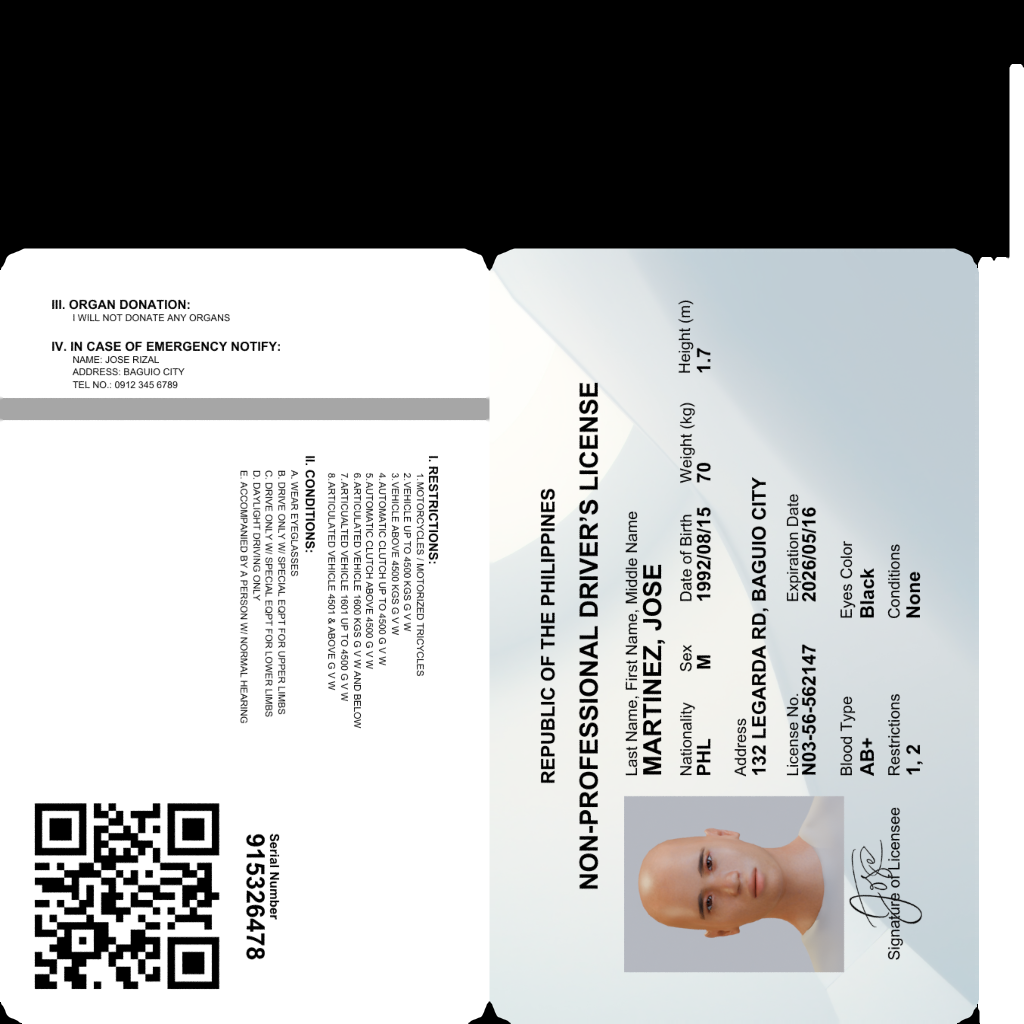 III. ORGAN DONATION:
I WILL NOT DONATE ANY ORGANS
IV. IN CASE OF EMERGENCY NOTIFY:
NAME: JOSE RIZAL
ADDRESS: BAGUIO CITY
TEL NO.: 0912 345 6789
I. RESTRICTIONS:
1.MOTORCYCLES / MOTORIZED TRICYCLES
2.VEHICLE UP TO 4500 KGS G V W
3.VEHICLE ABOVE 4500 KGS G V W
4.AUTOMATIC CLUTCH UP TO 4500 G V W
5.AUTOMATIC CLUTCH ABOVE 4500 G V W
6.ARTICULATED VEHICLE 1600 KGS G V W AND BELOW
7.ARTICUALTED VEHICLE 1601 UP TO 4500 G V W
8.ARTICULATED VEHICLE 4501 & ABOVE G V W
II. CONDITIONS:
A. WEAR EYEGLASSES
B. DRIVE ONLY W/ SPECIAL EQPT FOR UPPER LIMBS
C. DRIVE ONLY W/ SPECIAL EQPT FOR LOWER LIMBS
D. DAYLIGHT DRIVING ONLY
E. ACCOMPANIED BY A PERSON W/ NORMAL HEARING
Serial Number
915326478
REPUBLIC OF THE PHILIPPINES
NON-PROFESSIONAL DRIVER'S LICENSE
Last Name, First Name, Middle Name
MARTINEZ, JOSE
Nationality Sex Date of Birth Weight (kg) Height (m)
PHL M 1992/08/15 70 1.7
Address
132 LEGARDA RD, BAGUIO CITY
License No. Expiration Date
N03-56-562147 2026/05/16
Blood Type Eyes Color
AB+ Black
Restrictions Conditions
1, 2 None
Jose
Signature of Licensee